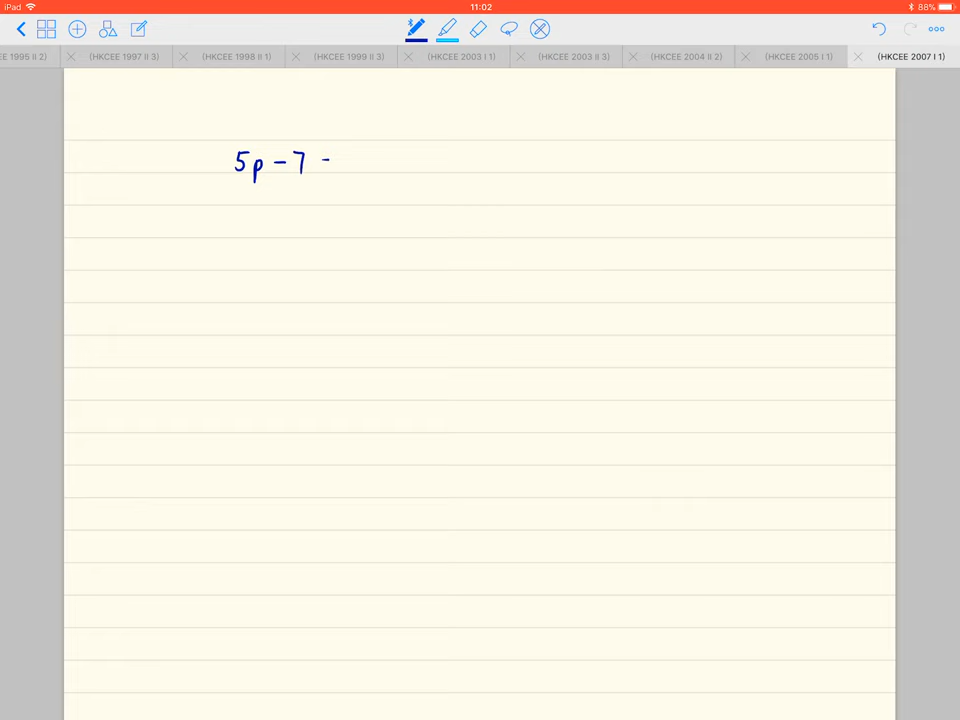 iPad 11:02 88%
CEE 1995 II 2) (HKCEE 1997 II 3) (HKCEE 1998 II 1) (HKCEE 1999 II 3) (HKCEE 2003 I 1) (HKCEE 2003 II 3) (HKCEE 2004 II 2) (HKCEE 2005 I 1) (HKCEE 2007 I 1)
5p - 7 -